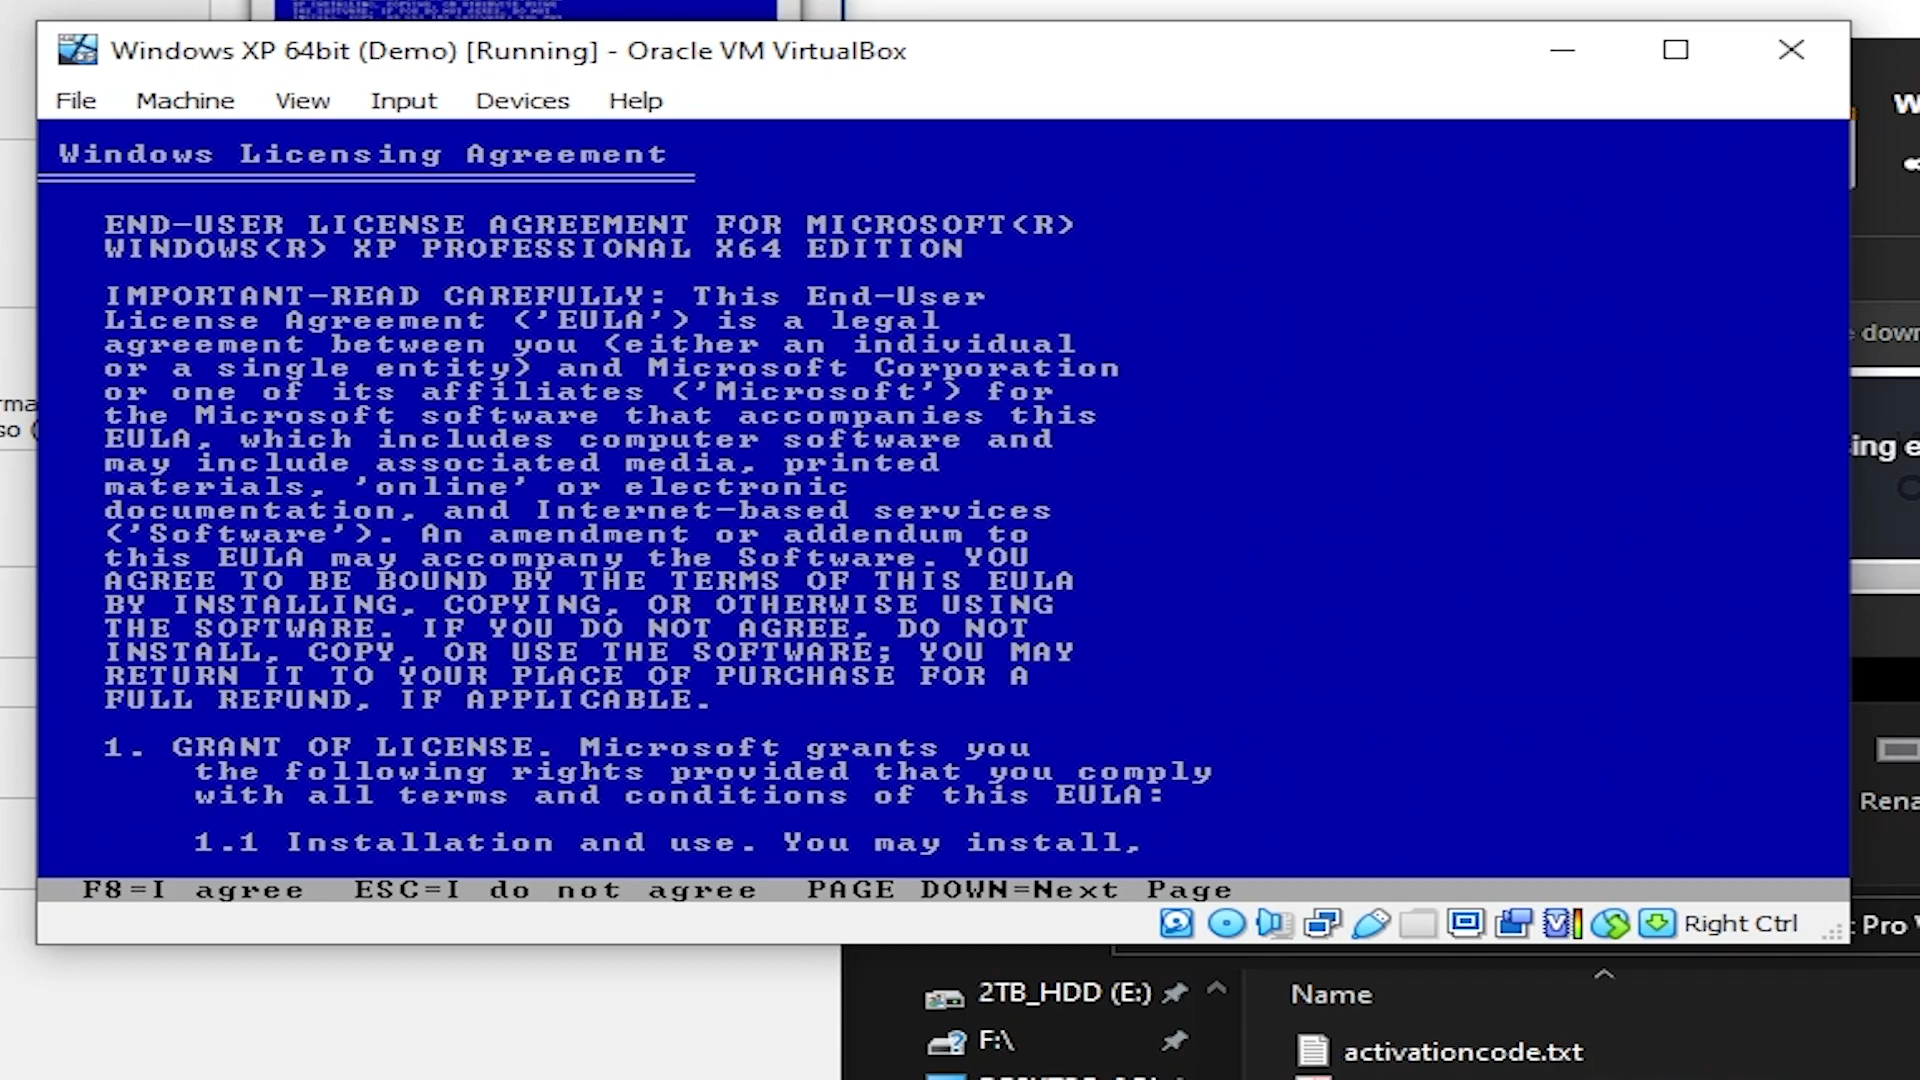 Windows XP 64bit (Demo) [Running] - Oracle VM VirtualBox
File Machine View Input Devices Help
Windows Licensing Agreement
END-USER LICENSE AGREEMENT FOR MICROSOFT(R)
WINDOWS(R) XP PROFESSIONAL X64 EDITION
IMPORTANT-READ CAREFULLY: This End-User
License Agreement ('EULA') is a legal
agreement between you (either an individual
or a single entity) and Microsoft Corporation
or one of its affiliates ('Microsoft') for
the Microsoft software that accompanies this
EULA, which includes computer software and
may include associated media, printed
materials, 'online' or electronic
documentation, and Internet-based services
('Software'). An amendment or addendum to
this EULA may accompany the Software. YOU
AGREE TO BE BOUND BY THE TERMS OF THIS EULA
BY INSTALLING, COPYING, OR OTHERWISE USING
THE SOFTWARE. IF YOU DO NOT AGREE, DO NOT
INSTALL, COPY, OR USE THE SOFTWARE; YOU MAY
RETURN IT TO YOUR PLACE OF PURCHASE FOR A
FULL REFUND, IF APPLICABLE.
1. GRANT OF LICENSE. Microsoft grants you
the following rights provided that you comply
with all terms and conditions of this EULA:
1.1 Installation and use. You may install,
F8=I agree ESC=I do not agree PAGE DOWN=Next Page
Right Ctrl
Pro
2TB_HDD (E:)
Name
F:\
activationcode.txt